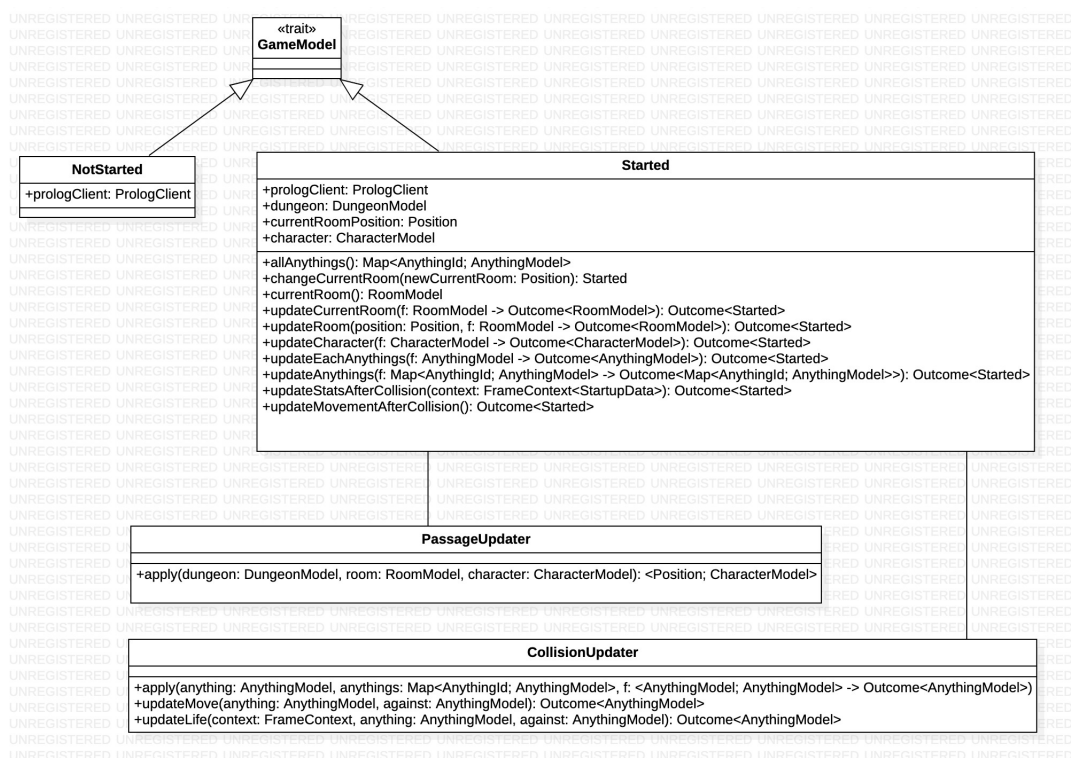 «trait»
GameModel
NotStarted
+prologClient: PrologClient
Started
+prologClient: PrologClient
+dungeon: DungeonModel
+currentRoomPosition: Position
+character: CharacterModel
+allAnythings(): Map<AnythingId; AnythingModel>
+changeCurrentRoom(newCurrentRoom: Position): Started
+currentRoom(): RoomModel
+updateCurrentRoom(f: RoomModel -> Outcome<RoomModel>): Outcome<Started>
+updateRoom(position: Position, f: RoomModel -> Outcome<RoomModel>): Outcome<Started>
+updateCharacter(f: CharacterModel -> Outcome<CharacterModel>): Outcome<Started>
+updateEachAnythings(f: AnythingModel -> Outcome<AnythingModel>): Outcome<Started>
+updateAnythings(f: Map<AnythingId; AnythingModel> -> Outcome<Map<AnythingId; AnythingModel>>): Outcome<Started>
+updateStatsAfterCollision(context: FrameContext<StartupData>): Outcome<Started>
+updateMovementAfterCollision(): Outcome<Started>
PassageUpdater
+apply(dungeon: DungeonModel, room: RoomModel, character: CharacterModel): <Position; CharacterModel>
CollisionUpdater
+apply(anything: AnythingModel, anythings: Map<AnythingId; AnythingModel>, f: <AnythingModel; AnythingModel> -> Outcome<AnythingModel>)
+updateMove(anything: AnythingModel, against: AnythingModel): Outcome<AnythingModel>
+updateLife(context: FrameContext, anything: AnythingModel, against: AnythingModel): Outcome<AnythingModel>
UNREGISTERED